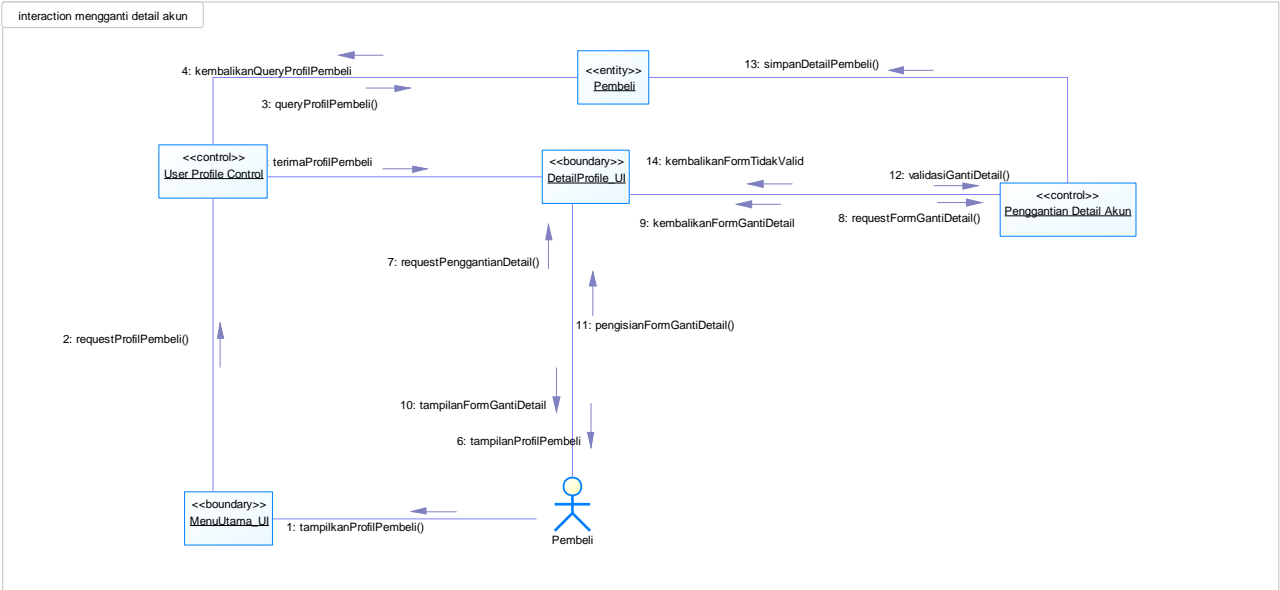 interaction mengganti detail akun
4: kembalikanQueryProfilPembeli
3: queryProfilPembeli()
<<entity>>
Pembeli
13: simpanDetailPembeli()
<<control>>
User Profile Control
terimaProfilPembeli
<<boundary>>
DetailProfile_UI
14: kembalikanFormTidakValid
12: validasiGantiDetail()
<<control>>
Penggantian Detail Akun
9: kembalikanFormGantiDetail
8: requestFormGantiDetail()
7: requestPenggantianDetail()
11: pengisianFormGantiDetail()
2: requestProfilPembeli()
10: tampilanFormGantiDetail
6: tampilanProfilPembeli
<<boundary>>
MenuUtama_UI
1: tampilkanProfilPembeli()
Pembeli